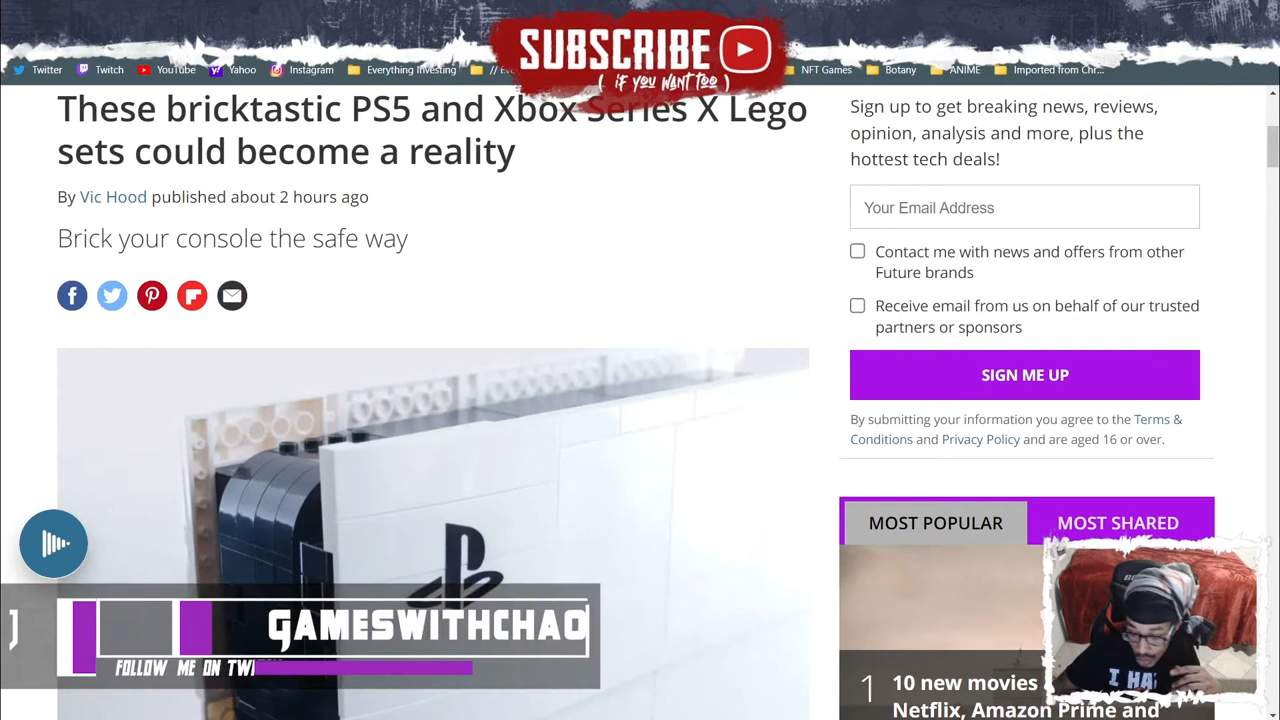 SUBSCRIBE
( if you want too )
Twitter Twitch YouTube Yahoo Instagram Everything Investing NFT Games Botany ANIME Imported from Chr...
These bricktastic PS5 and Xbox Series X Lego
sets could become a reality
By Vic Hood published about 2 hours ago
Brick your console the safe way
Sign up to get breaking news, reviews,
opinion, analysis and more, plus the
hottest tech deals!
Your Email Address
Contact me with news and offers from other
Future brands
Receive email from us on behalf of our trusted
partners or sponsors
SIGN ME UP
By submitting your information you agree to the Terms &
Conditions and Privacy Policy and are aged 16 or over.
MOST POPULAR MOST SHARED
1 10 new movies
Netflix, Amazon Prime and
GAMESWITHCHAO
FOLLOW ME ON TWI
I HA